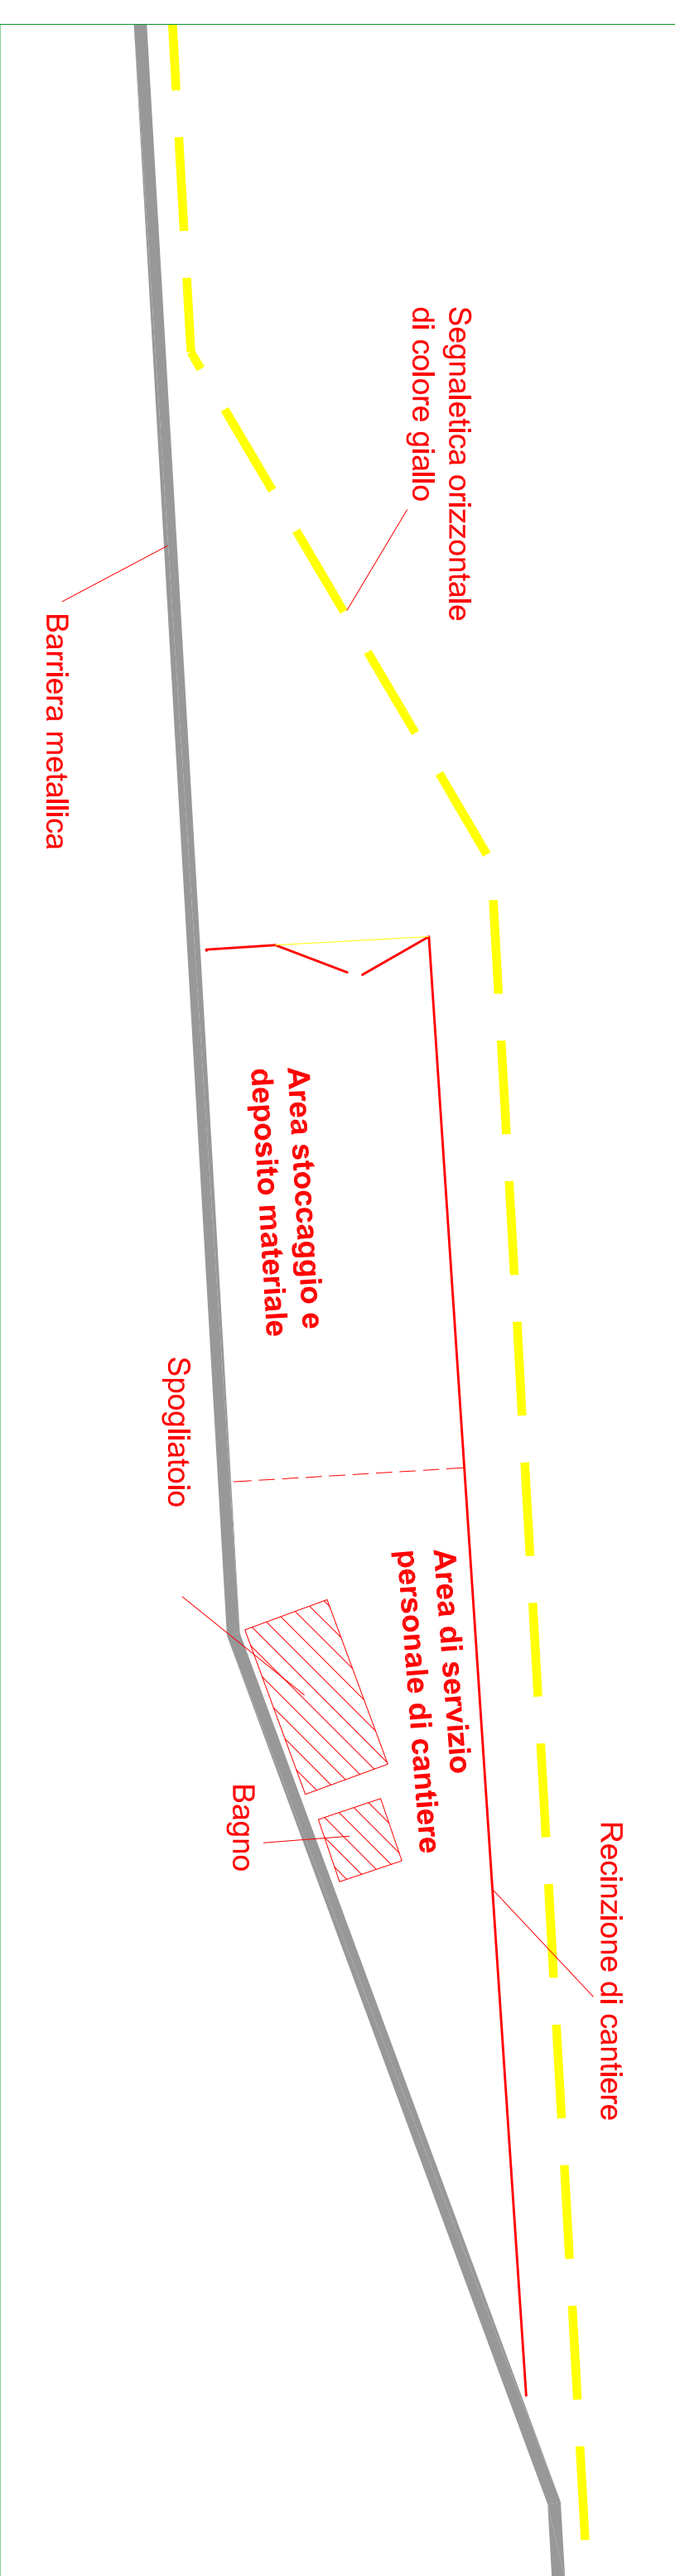 Segnaletica orizzontale
di colore giallo
Barriera metallica
Area stoccaggio e
deposito materiale
Spogliatoio
Area di servizio
personale di cantiere
Bagno
Recinzione di cantiere